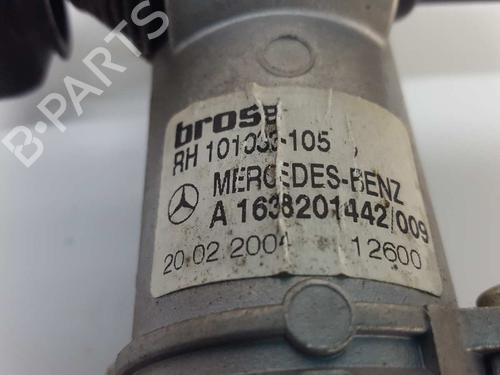 B-PARTS
brose
RH 101033-105
MERCEDES-BENZ
A 1638201442/009
20.02.2004 12600